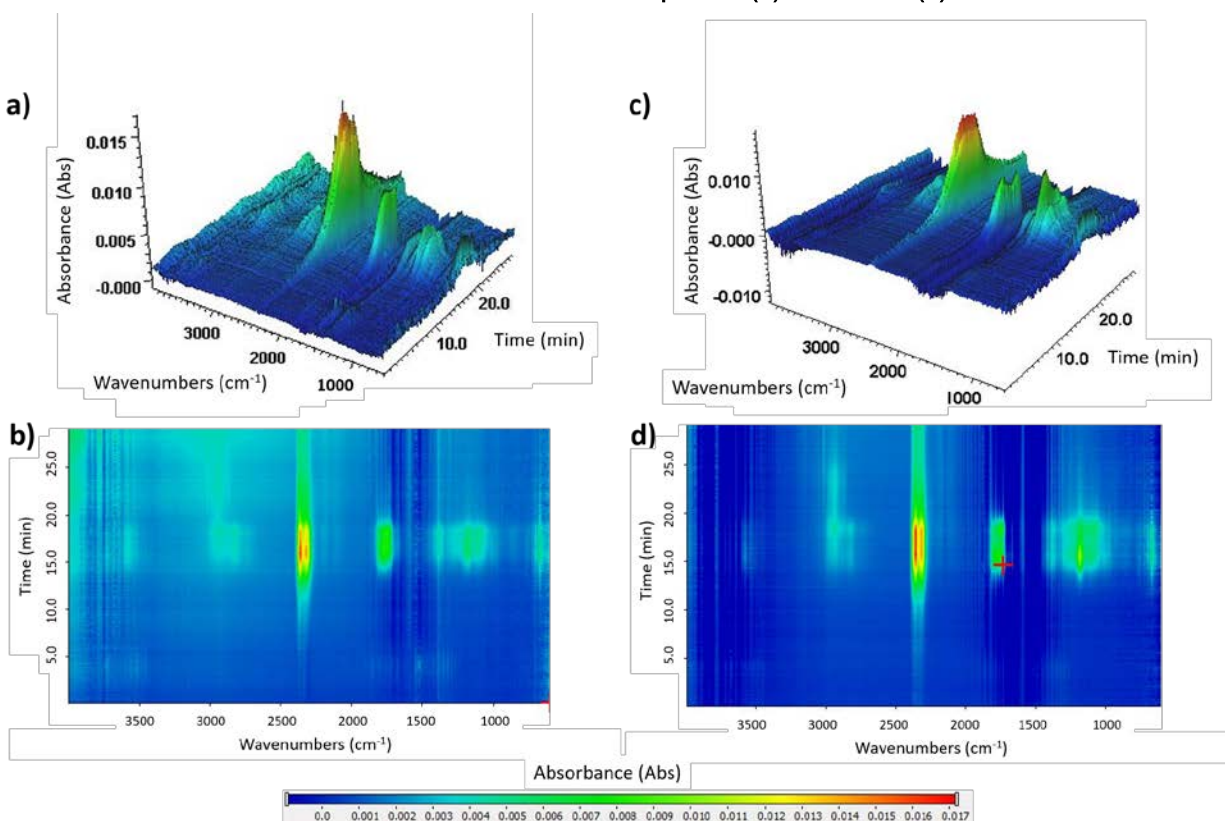 a)
0.015
0.010
0.005
-0.000
Absorbance (Abs)
3000
2000
1000
Wavenumbers (cm-1)
10.0
20.0
Time (min)
c)
0.010
-0.000
-0.010
Absorbance (Abs)
3000
2000
1000
Wavenumbers (cm-1)
10.0
20.0
Time (min)
b)
25.0
20.0
15.0
10.0
5.0
Time (min)
3500 3000 2500 2000 1500 1000
Wavenumbers (cm-1)
d)
25.0
20.0
15.0
10.0
5.0
Time (min)
3500 3000 2500 2000 1500 1000
Wavenumbers (cm-1)
Absorbance (Abs)
0.0 0.001 0.002 0.003 0.004 0.005 0.006 0.007 0.008 0.009 0.010 0.011 0.012 0.013 0.014 0.015 0.016 0.017